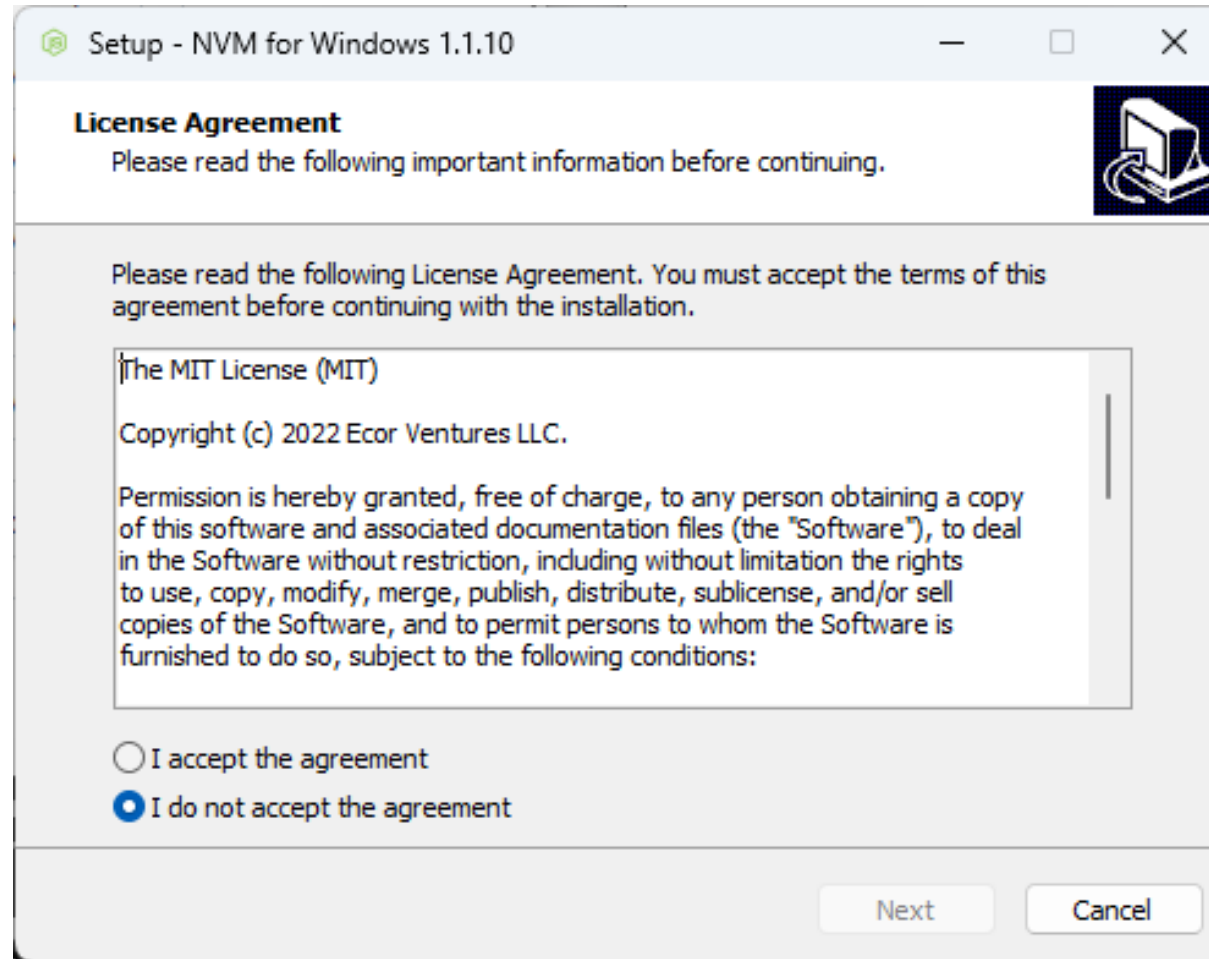 Setup - NVM for Windows 1.1.10
License Agreement
Please read the following important information before continuing.
Please read the following License Agreement. You must accept the terms of this
agreement before continuing with the installation.
The MIT License (MIT)
Copyright (c) 2022 Ecor Ventures LLC.
Permission is hereby granted, free of charge, to any person obtaining a copy
of this software and associated documentation files (the "Software"), to deal
in the Software without restriction, including without limitation the rights
to use, copy, modify, merge, publish, distribute, sublicense, and/or sell
copies of the Software, and to permit persons to whom the Software is
furnished to do so, subject to the following conditions:
I accept the agreement
I do not accept the agreement
Next
Cancel